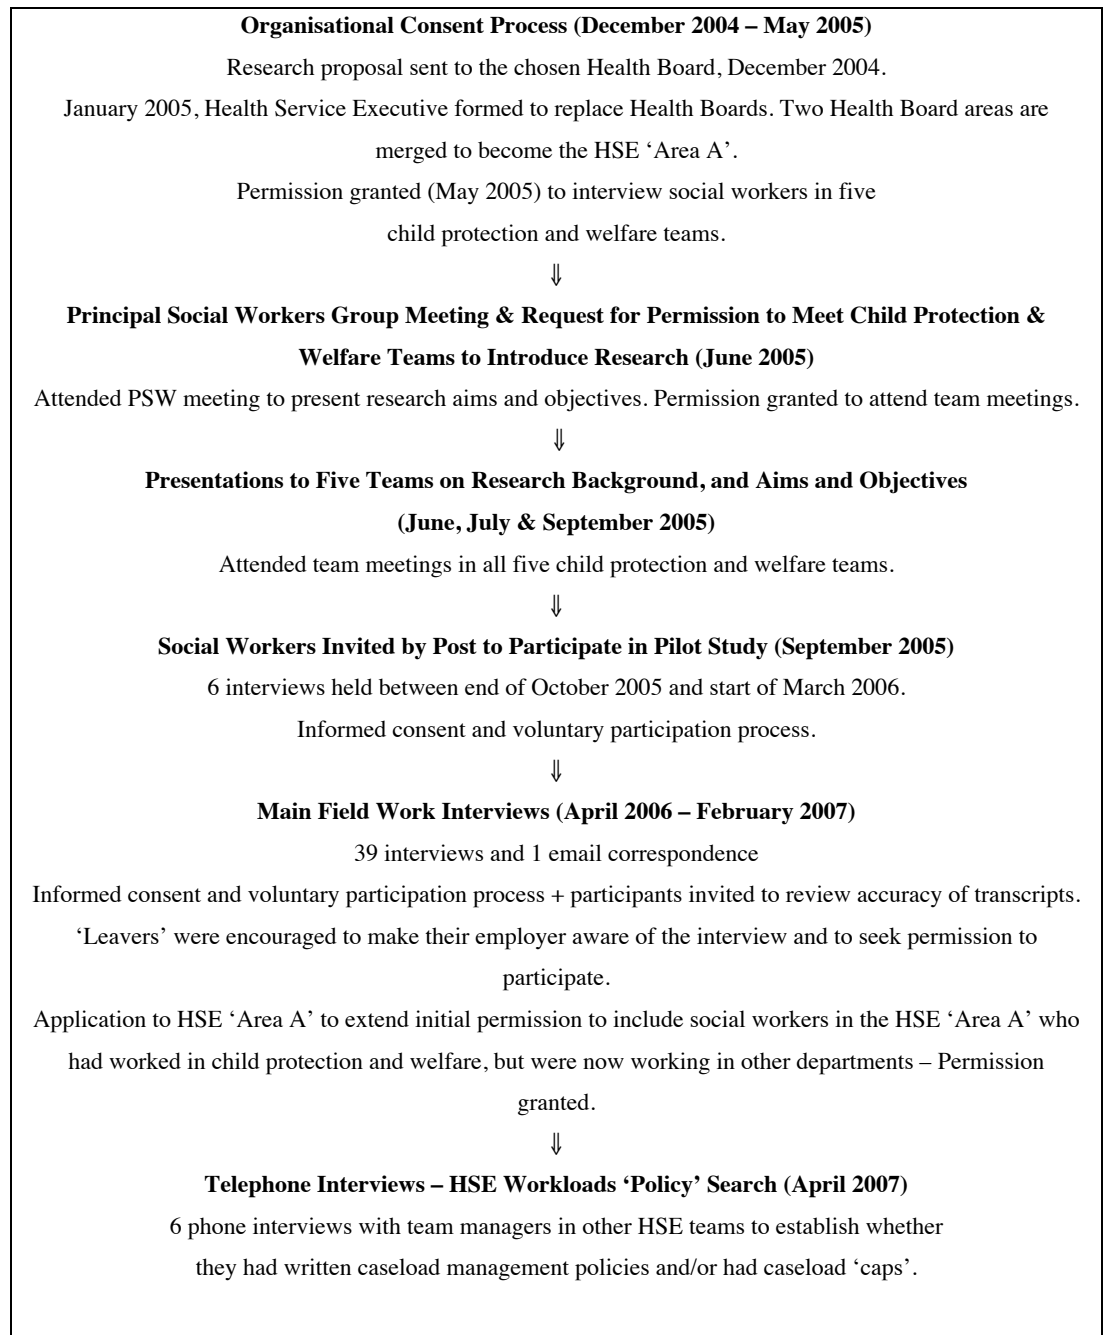 Organisational Consent Process (December 2004 – May 2005)
Research proposal sent to the chosen Health Board, December 2004.
January 2005, Health Service Executive formed to replace Health Boards. Two Health Board areas are
merged to become the HSE ‘Area A’.
Permission granted (May 2005) to interview social workers in five
child protection and welfare teams.
⇓
Principal Social Workers Group Meeting & Request for Permission to Meet Child Protection &
Welfare Teams to Introduce Research (June 2005)
Attended PSW meeting to present research aims and objectives. Permission granted to attend team meetings.
⇓
Presentations to Five Teams on Research Background, and Aims and Objectives
(June, July & September 2005)
Attended team meetings in all five child protection and welfare teams.
⇓
Social Workers Invited by Post to Participate in Pilot Study (September 2005)
6 interviews held between end of October 2005 and start of March 2006.
Informed consent and voluntary participation process.
⇓
Main Field Work Interviews (April 2006 – February 2007)
39 interviews and 1 email correspondence
Informed consent and voluntary participation process + participants invited to review accuracy of transcripts.
‘Leavers’ were encouraged to make their employer aware of the interview and to seek permission to
participate.
Application to HSE ‘Area A’ to extend initial permission to include social workers in the HSE ‘Area A’ who
had worked in child protection and welfare, but were now working in other departments – Permission
granted.
⇓
Telephone Interviews – HSE Workloads ‘Policy’ Search (April 2007)
6 phone interviews with team managers in other HSE teams to establish whether
they had written caseload management policies and/or had caseload ‘caps’.